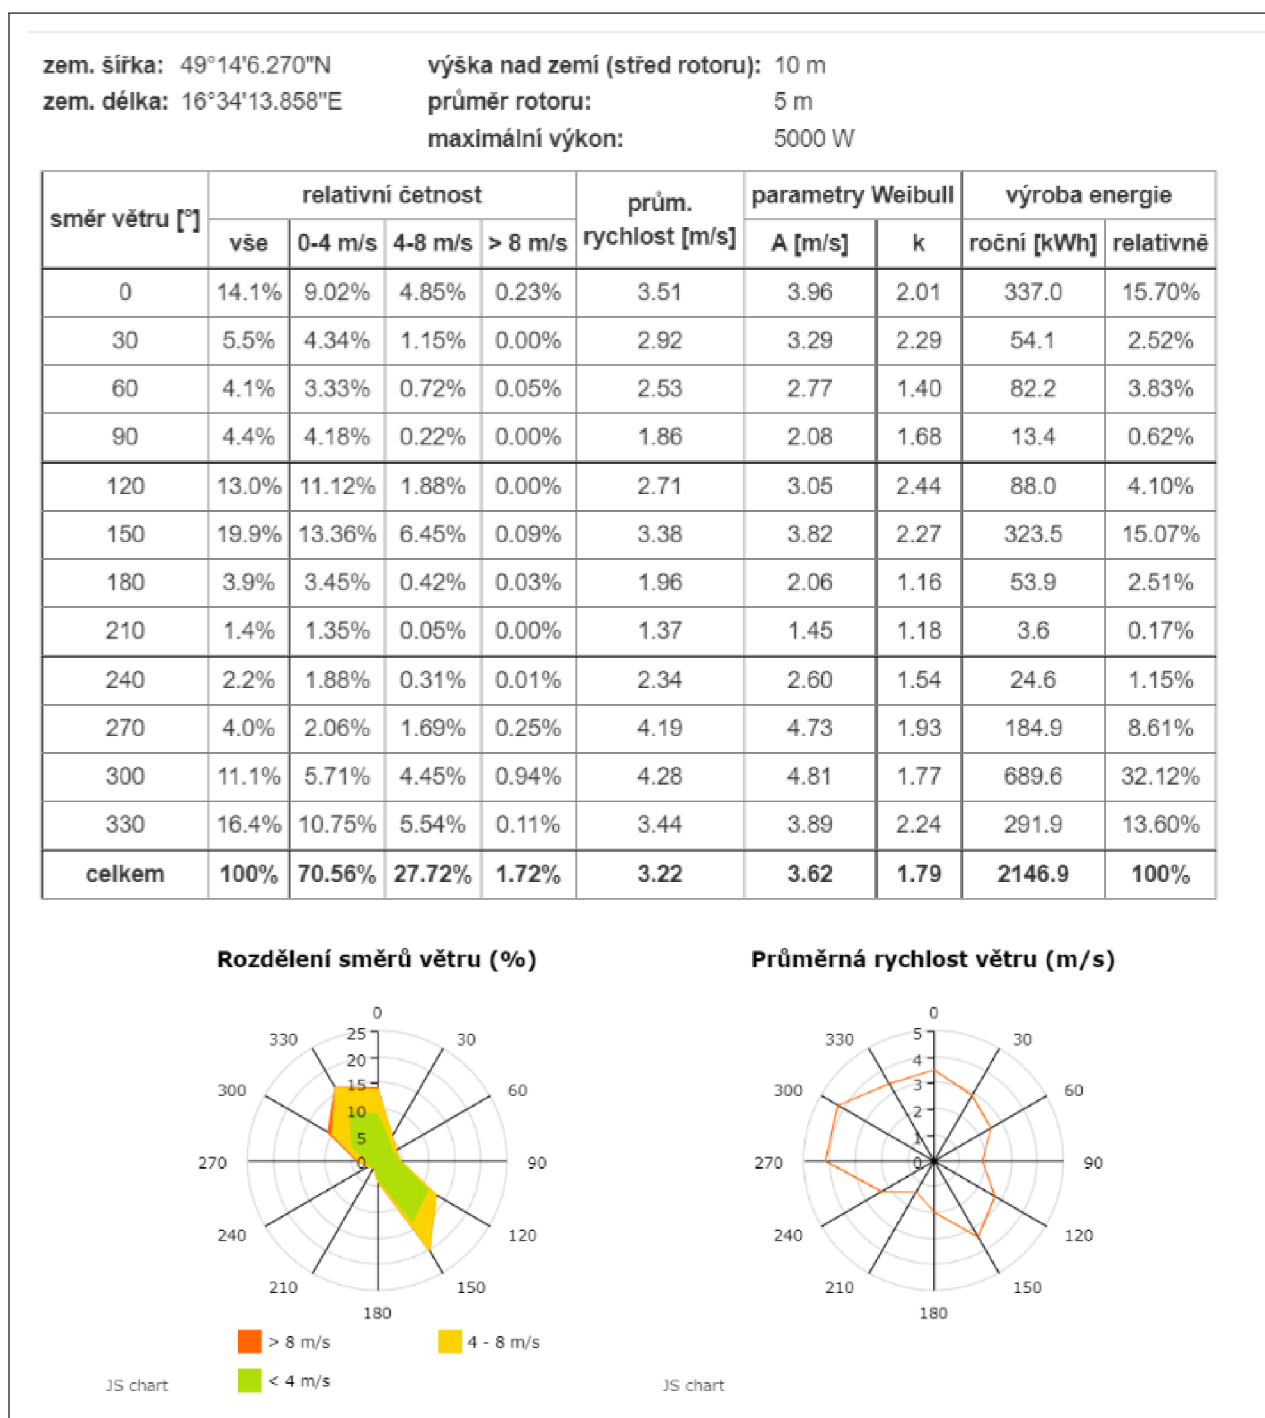 zem. šířka: 49°14'6.270"N výška nad zemí (střed rotoru): 10 m
zem. délka: 16°34'13.858"E průměr rotoru: 5 m
maximální výkon: 5000 W
směr větru [°] relativní četnost prům. rychlost [m/s] parametry Weibull výroba energie
vše 0-4 m/s 4-8 m/s > 8 m/s A [m/s] k roční [kWh] relativně
0 14.1% 9.02% 4.85% 0.23% 3.51 3.96 2.01 337.0 15.70%
30 5.5% 4.34% 1.15% 0.00% 2.92 3.29 2.29 54.1 2.52%
60 4.1% 3.33% 0.72% 0.05% 2.53 2.77 1.40 82.2 3.83%
90 4.4% 4.18% 0.22% 0.00% 1.86 2.08 1.68 13.4 0.62%
120 13.0% 11.12% 1.88% 0.00% 2.71 3.05 2.44 88.0 4.10%
150 19.9% 13.36% 6.45% 0.09% 3.38 3.82 2.27 323.5 15.07%
180 3.9% 3.45% 0.42% 0.03% 1.96 2.06 1.16 53.9 2.51%
210 1.4% 1.35% 0.05% 0.00% 1.37 1.45 1.18 3.6 0.17%
240 2.2% 1.88% 0.31% 0.01% 2.34 2.60 1.54 24.6 1.15%
270 4.0% 2.06% 1.69% 0.25% 4.19 4.73 1.93 184.9 8.61%
300 11.1% 5.71% 4.45% 0.94% 4.28 4.81 1.77 689.6 32.12%
330 16.4% 10.75% 5.54% 0.11% 3.44 3.89 2.24 291.9 13.60%
celkem 100% 70.56% 27.72% 1.72% 3.22 3.62 1.79 2146.9 100%
Rozdělení směrů větru (%)
0
330 25 30
20
300 15 60
10
5
270 0 90
240 120
210 150
180
> 8 m/s 4 - 8 m/s
< 4 m/s
JS chart
Průměrná rychlost větru (m/s)
0
330 5 30
4
300 3 60
2
1
270 0 90
240 120
210 150
180
JS chart